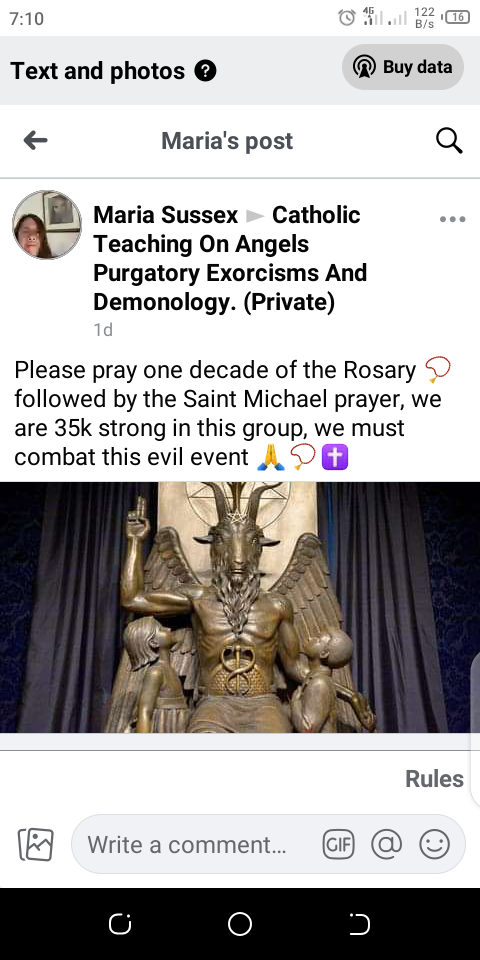 7:10
4G
122
B/s
16
Text and photos ?
Buy data
Maria's post
Maria Sussex ► Catholic
Teaching On Angels
Purgatory Exorcisms And
Demonology. (Private)
1d
Please pray one decade of the Rosary 📿
followed by the Saint Michael prayer, we
are 35k strong in this group, we must
combat this evil event 🙏📿✝️
Rules
Write a comment...
GIF
@